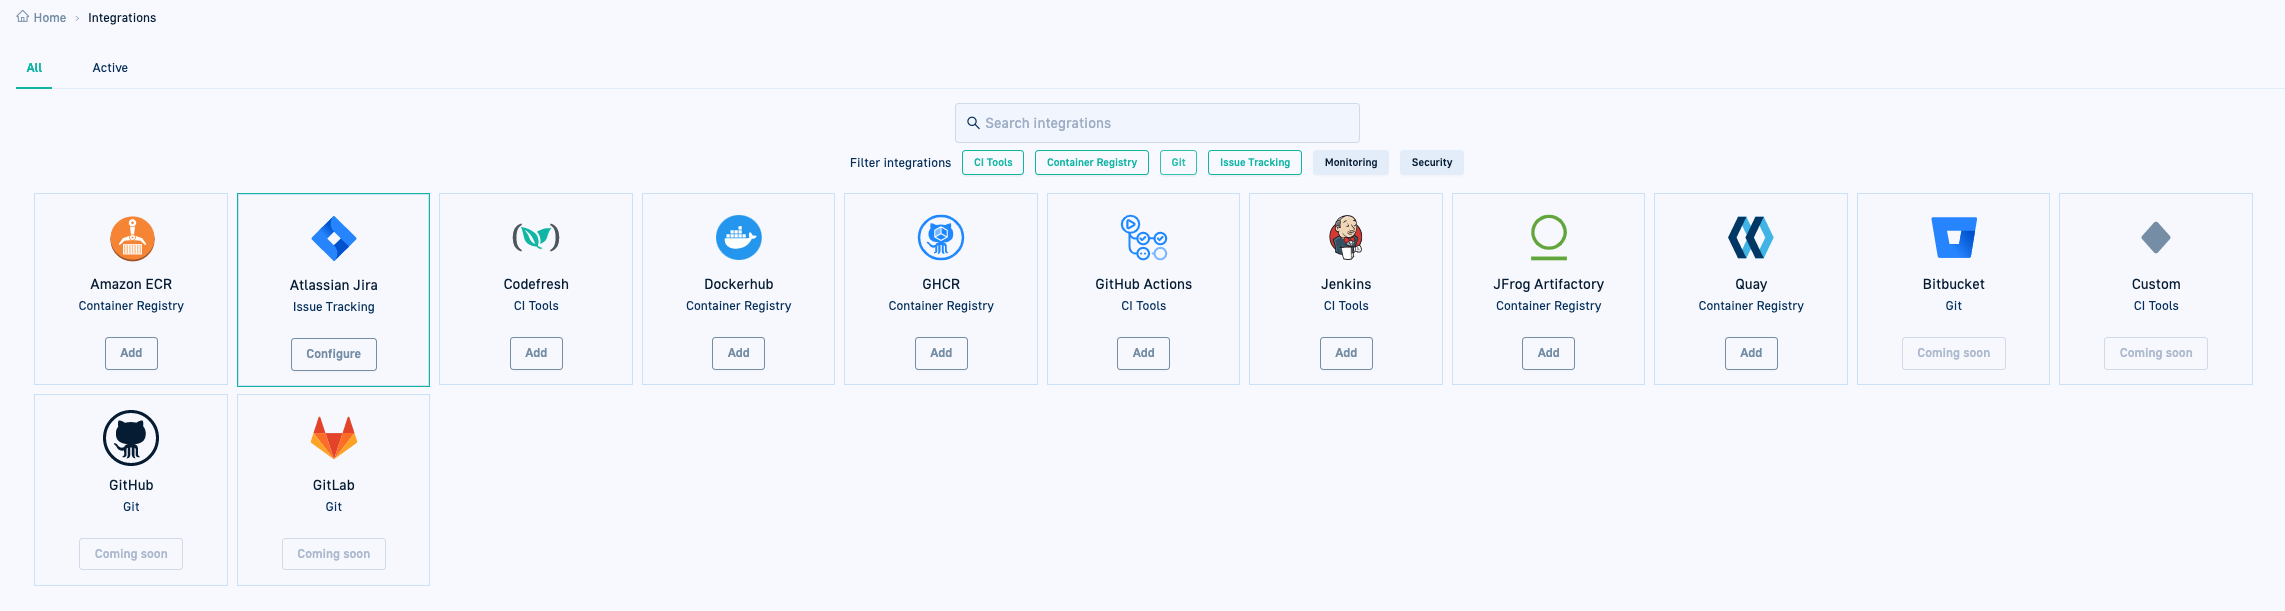 Home > Integrations
All Active
Search integrations
Filter integrations CI Tools Container Registry Git Issue Tracking Monitoring Security
Amazon ECR
Container Registry
Add
Atlassian Jira
Issue Tracking
Configure
Codefresh
CI Tools
Add
Dockerhub
Container Registry
Add
GHCR
Container Registry
Add
GitHub Actions
CI Tools
Add
Jenkins
CI Tools
Add
JFrog Artifactory
Container Registry
Add
Quay
Container Registry
Add
Bitbucket
Git
Coming soon
Custom
CI Tools
Coming soon
GitHub
Git
Coming soon
GitLab
Git
Coming soon